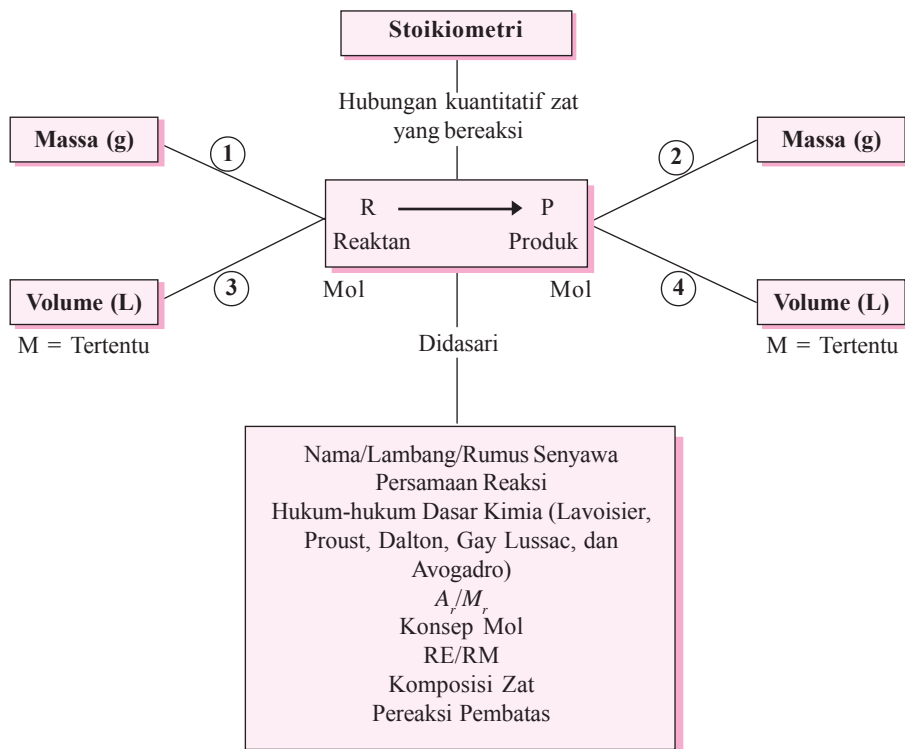 Stoikiometri
Hubungan kuantitatif zat
yang bereaksi
Massa (g)
1
2
Massa (g)
R
P
Reaktan
Produk
Volume (L)
3
Mol
Mol
4
Volume (L)
M = Tertentu
Didasari
M = Tertentu
Nama/Lambang/Rumus Senyawa
Persamaan Reaksi
Hukum-hukum Dasar Kimia (Lavoisier,
Proust, Dalton, Gay Lussac, dan
Avogadro)
A_r/M_r
Konsep Mol
RE/RM
Komposisi Zat
Pereaksi Pembatas